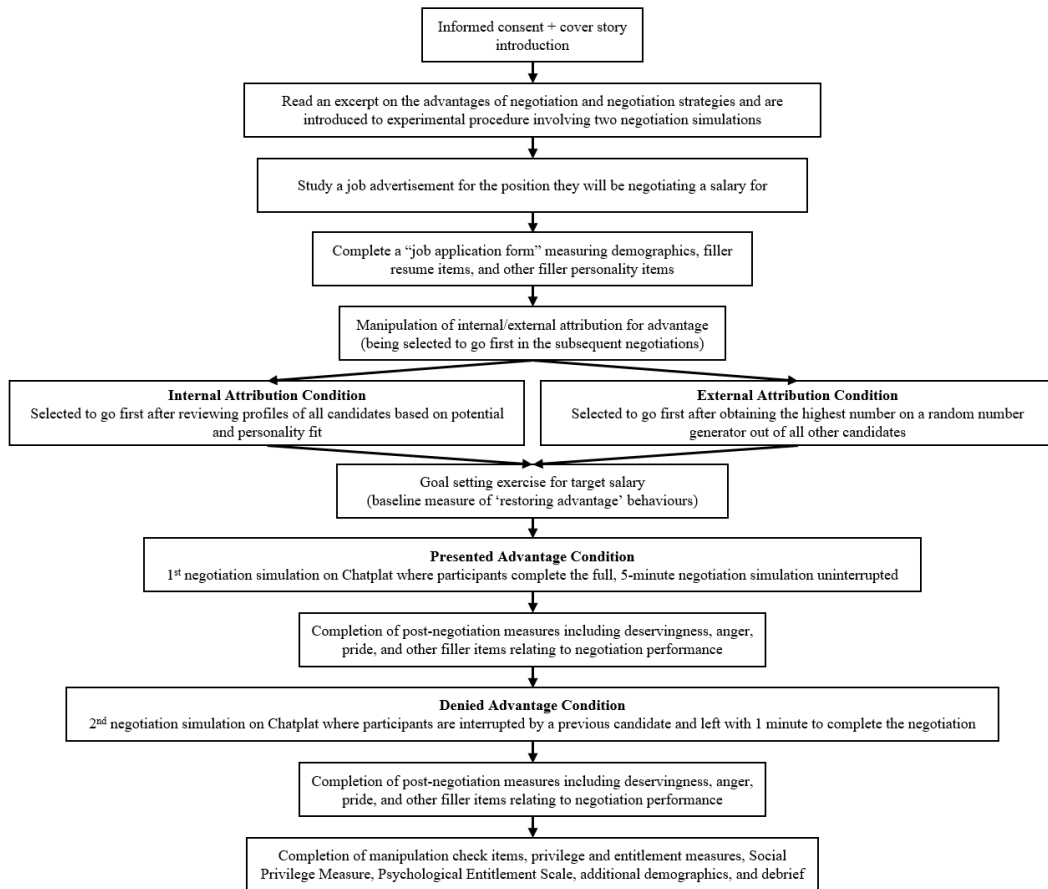 Informed consent + cover story
introduction
Read an excerpt on the advantages of negotiation and negotiation strategies and are
introduced to experimental procedure involving two negotiation simulations
Study a job advertisement for the position they will be negotiating a salary for
Complete a “job application form” measuring demographics, filler
resume items, and other filler personality items
Manipulation of internal/external attribution for advantage
(being selected to go first in the subsequent negotiations)
Internal Attribution Condition
Selected to go first after reviewing profiles of all candidates based on potential
and personality fit
External Attribution Condition
Selected to go first after obtaining the highest number on a random number
generator out of all other candidates
Goal setting exercise for target salary
(baseline measure of ‘restoring advantage’ behaviours)
Presented Advantage Condition
1st negotiation simulation on Chatplat where participants complete the full, 5-minute negotiation simulation uninterrupted
Completion of post-negotiation measures including deservingness, anger,
pride, and other filler items relating to negotiation performance
Denied Advantage Condition
2nd negotiation simulation on Chatplat where participants are interrupted by a previous candidate and left with 1 minute to complete the negotiation
Completion of post-negotiation measures including deservingness, anger,
pride, and other filler items relating to negotiation performance
Completion of manipulation check items, privilege and entitlement measures, Social
Privilege Measure, Psychological Entitlement Scale, additional demographics, and debrief